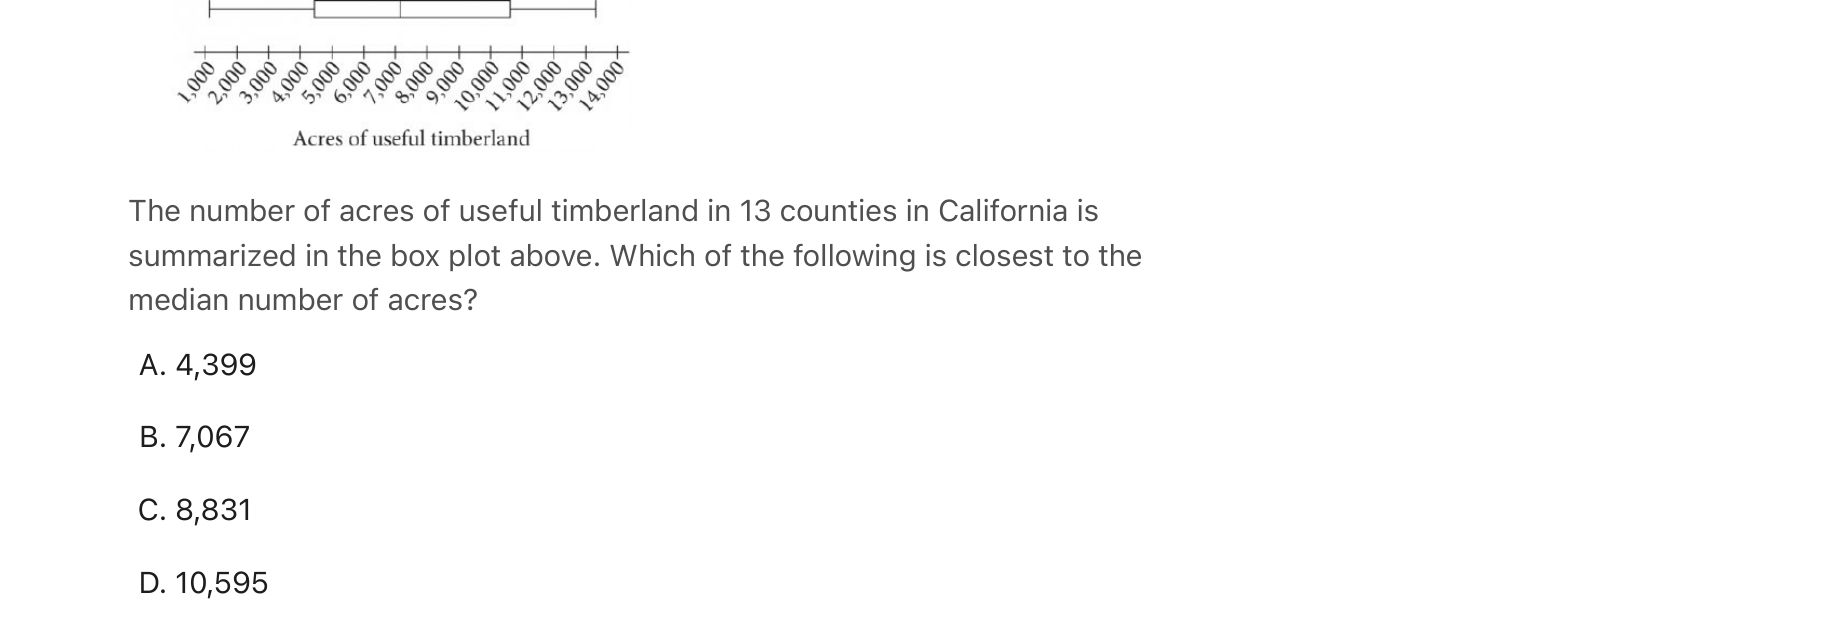 1,000 2,000 3,000 4,000 5,000 6,000 7,000 8,000 9,000 10,000 11,000 12,000 13,000 14,000
Acres of useful timberland
The number of acres of useful timberland in 13 counties in California is
summarized in the box plot above. Which of the following is closest to the
median number of acres?
A. 4,399
B. 7,067
C. 8,831
D. 10,595